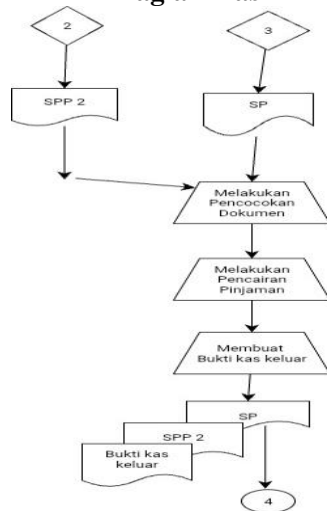 2
3
SPP 2
SP
Melakukan
Pencocokan
Dokumen
Melakukan
Pencairan
Pinjaman
Membuat
Bukti kas keluar
SP
SPP 2
Bukti kas
keluar
4